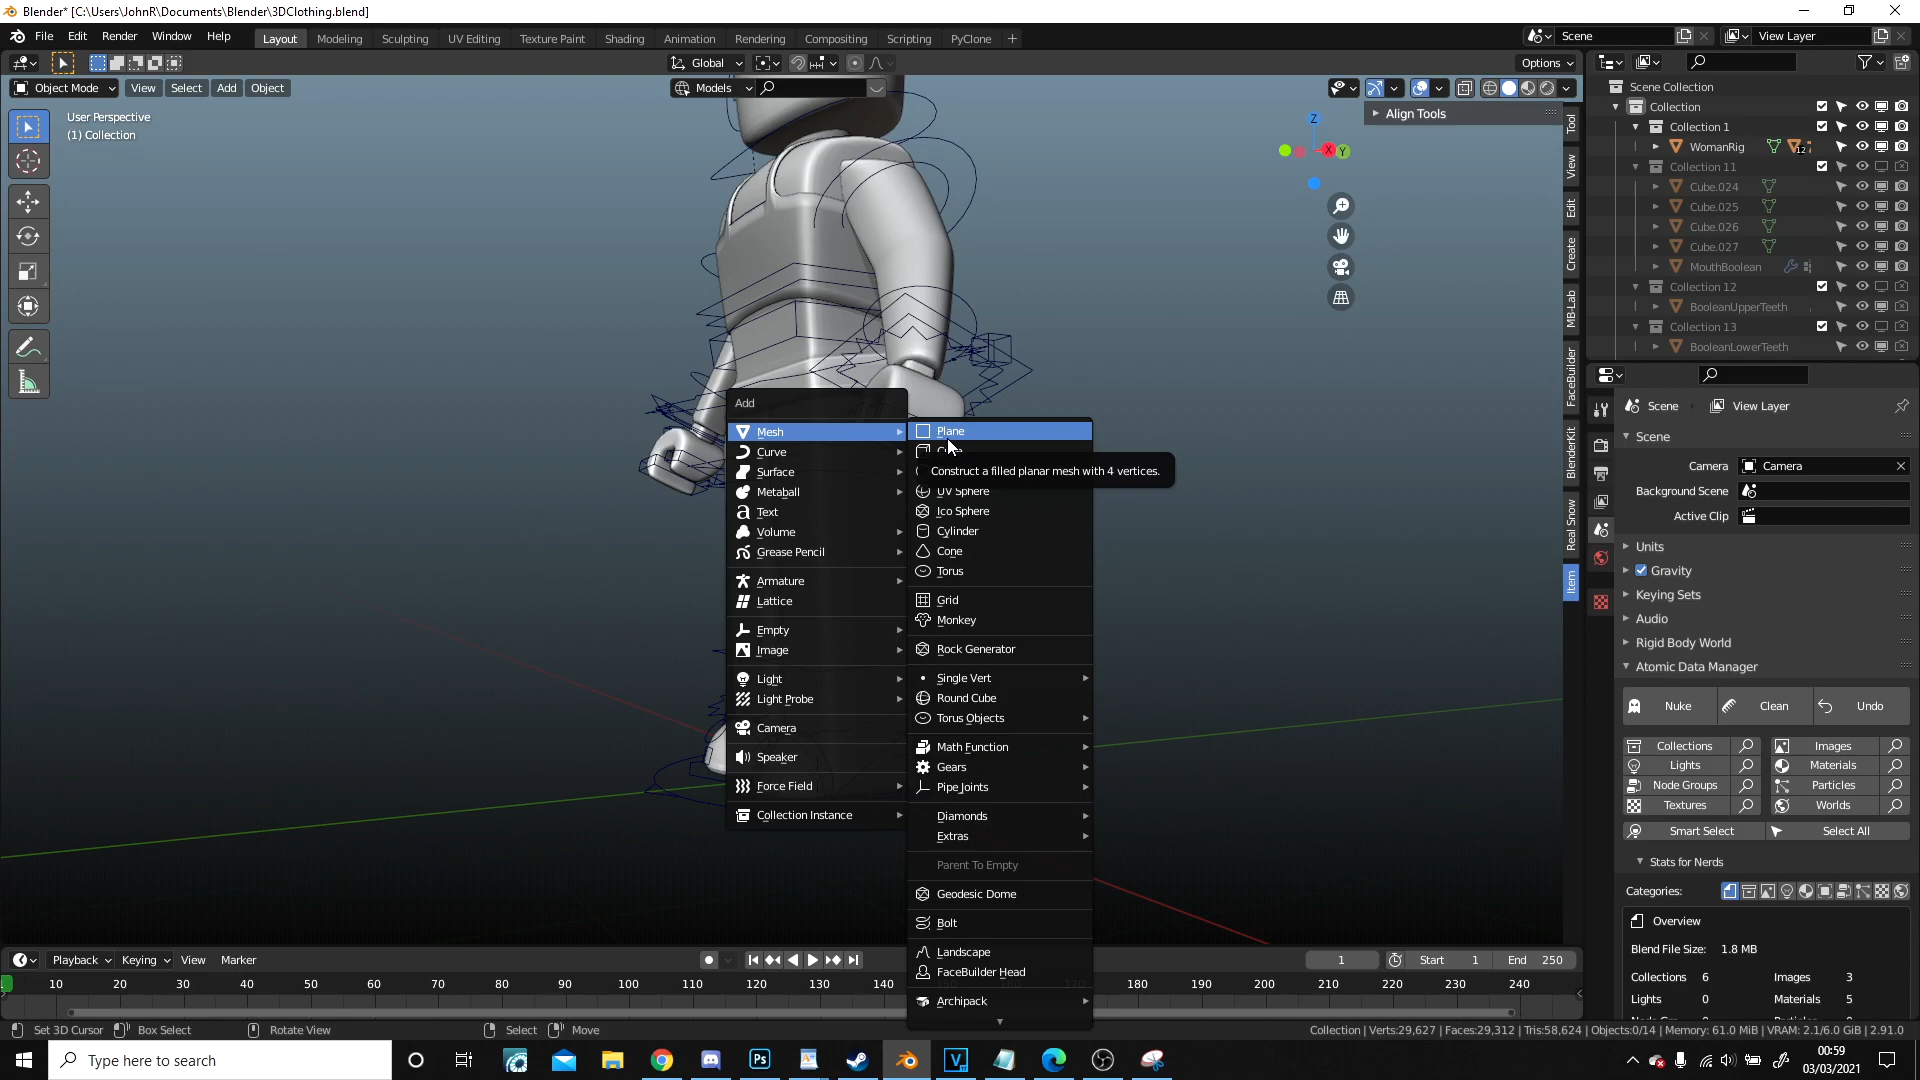 Blender* [C:\Users\JohnR\Documents\Blender\3DClothing.blend]
File Edit Render Window Help Layout Modeling Sculpting UV Editing Texture Paint Shading Animation Rendering Compositing Scripting PyClone + Scene View Layer
Global Options
Object Mode View Select Add Object Models
User Perspective
(1) Collection
Align Tools
Z
X
Y
Tool
View
Edit
Create
MB-Lab
FaceBuilder
BlenderKit
Real Snow
Item
Scene Collection
Collection
Collection 1
WomanRig 12
Collection 11
Cube.024
Cube.025
Cube.026
Cube.027
MouthBoolean
Collection 12
BooleanUpperTeeth
Collection 13
BooleanLowerTeeth
Add
Mesh
Curve
Surface
Metaball
Text
Volume
Grease Pencil
Armature
Lattice
Empty
Image
Light
Light Probe
Camera
Speaker
Force Field
Collection Instance
Plane
Construct a filled planar mesh with 4 vertices.
UV Sphere
Ico Sphere
Cylinder
Cone
Torus
Grid
Monkey
Rock Generator
Single Vert
Round Cube
Torus Objects
Math Function
Gears
Pipe Joints
Diamonds
Extras
Parent To Empty
Geodesic Dome
Bolt
Landscape
FaceBuilder Head
Archipack
Scene View Layer
Scene
Camera Camera
Background Scene
Active Clip
Units
Gravity
Keying Sets
Audio
Rigid Body World
Atomic Data Manager
Nuke Clean Undo
Collections Images
Lights Materials
Node Groups Particles
Textures Worlds
Smart Select Select All
Stats for Nerds
Categories:
Overview
Blend File Size: 1.8 MB
Collections 6 Images 3
Lights 0 Materials 5
Playback Keying View Marker 1 Start 1 End 250
10 20 30 40 50 60 70 80 90 100 110 120 130 140 180 190 200 210 220 230 240
Set 3D Cursor Box Select Rotate View Select Move Collection | Verts:29,627 | Faces:29,312 | Tris:58,624 | Objects:0/14 | Memory: 61.0 MiB | VRAM: 2.1/6.0 GiB | 2.91.0
Type here to search
Ps
V
00:59
03/03/2021